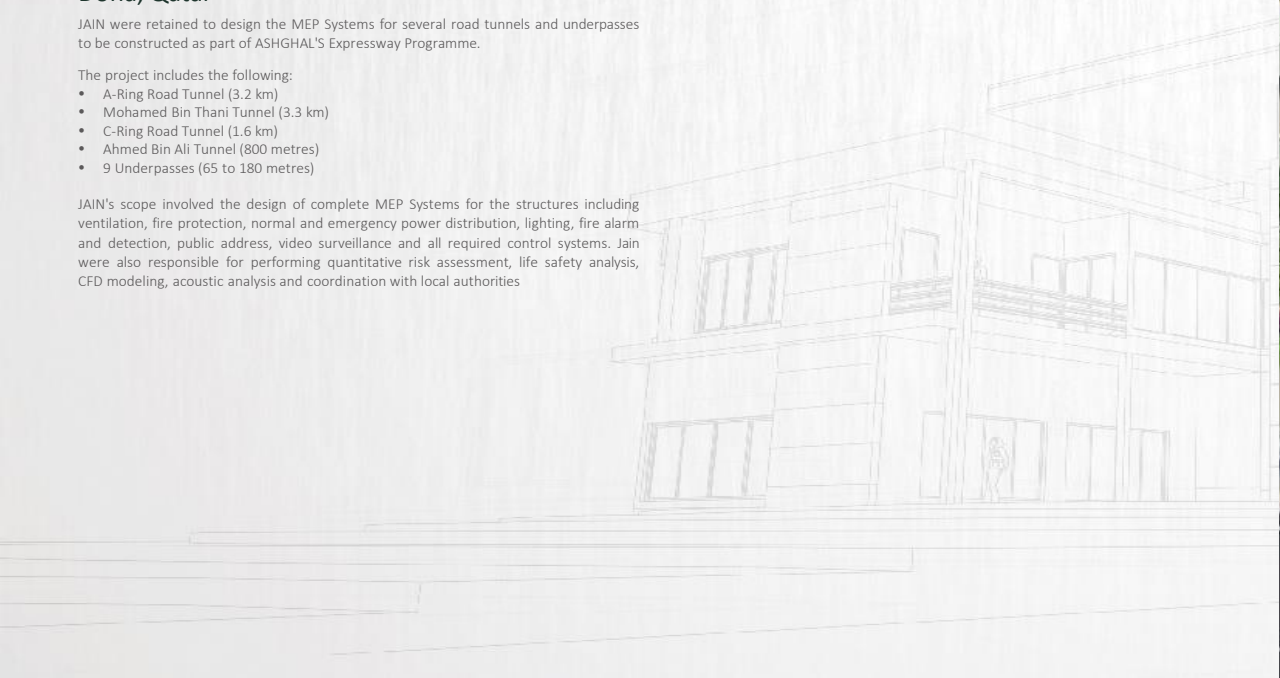 Doha, Qatar
JAIN were retained to design the MEP Systems for several road tunnels and underpasses
to be constructed as part of ASHGHAL'S Expressway Programme.
The project includes the following:
• A-Ring Road Tunnel (3.2 km)
• Mohamed Bin Thani Tunnel (3.3 km)
• C-Ring Road Tunnel (1.6 km)
• Ahmed Bin Ali Tunnel (800 metres)
• 9 Underpasses (65 to 180 metres)
JAIN's scope involved the design of complete MEP Systems for the structures including
ventilation, fire protection, normal and emergency power distribution, lighting, fire alarm
and detection, public address, video surveillance and all required control systems. Jain
were also responsible for performing quantitative risk assessment, life safety analysis,
CFD modeling, acoustic analysis and coordination with local authorities